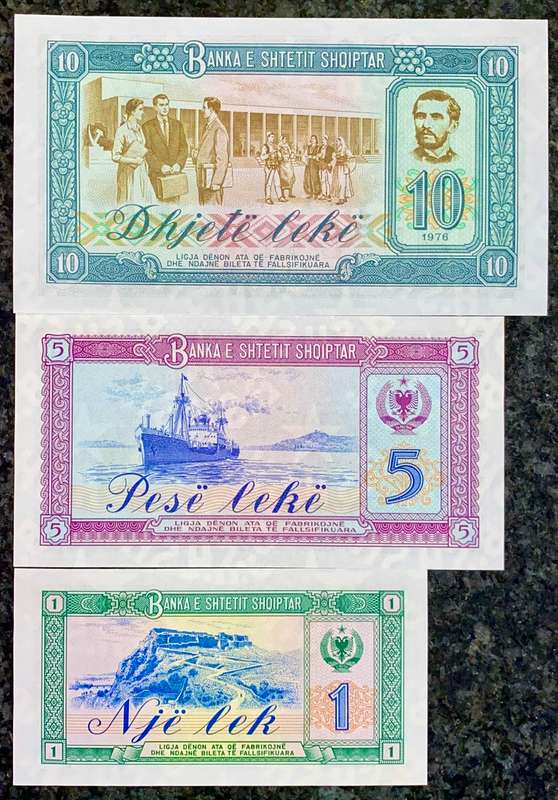 10 BANKA E SHTETIT SHQIPTAR 10
10
1976
Dhjetë lekë
10 LIGJA DËNON ATA QË FABRIKOJNË 10
DHE NDAJNË BILETA TË FALLSIFIKUARA
5 BANKA E SHTETIT SHQIPTAR 5
5
Pesë lekë
5 LIGJA DËNON ATA QË FABRIKOJNË 5
DHE NDAJNË BILETA TË FALLSIFIKUARA
1 BANKA E SHTETIT SHQIPTAR 1
1
Një lek
1 LIGJA DËNON ATA QË FABRIKOJNË 1
DHE NDAJNË BILETA TË FALLSIFIKUARA